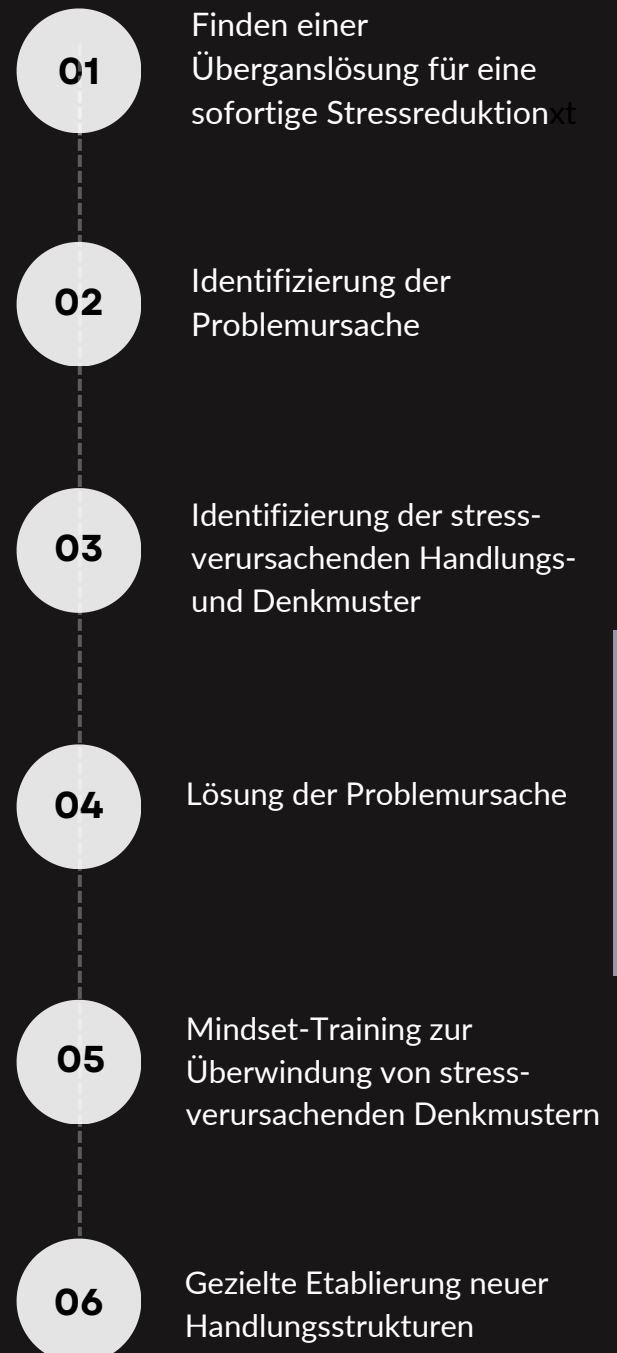 01
Finden einer
Überganslösung für eine
sofortige Stressreduktionxt
02
Identifizierung der
Problemursache
03
Identifizierung der stress-
verursachenden Handlungs-
und Denkmuster
04
Lösung der Problemursache
05
Mindset-Training zur
Überwindung von stress-
verursachenden Denkmustern
06
Gezielte Etablierung neuer
Handlungsstrukturen